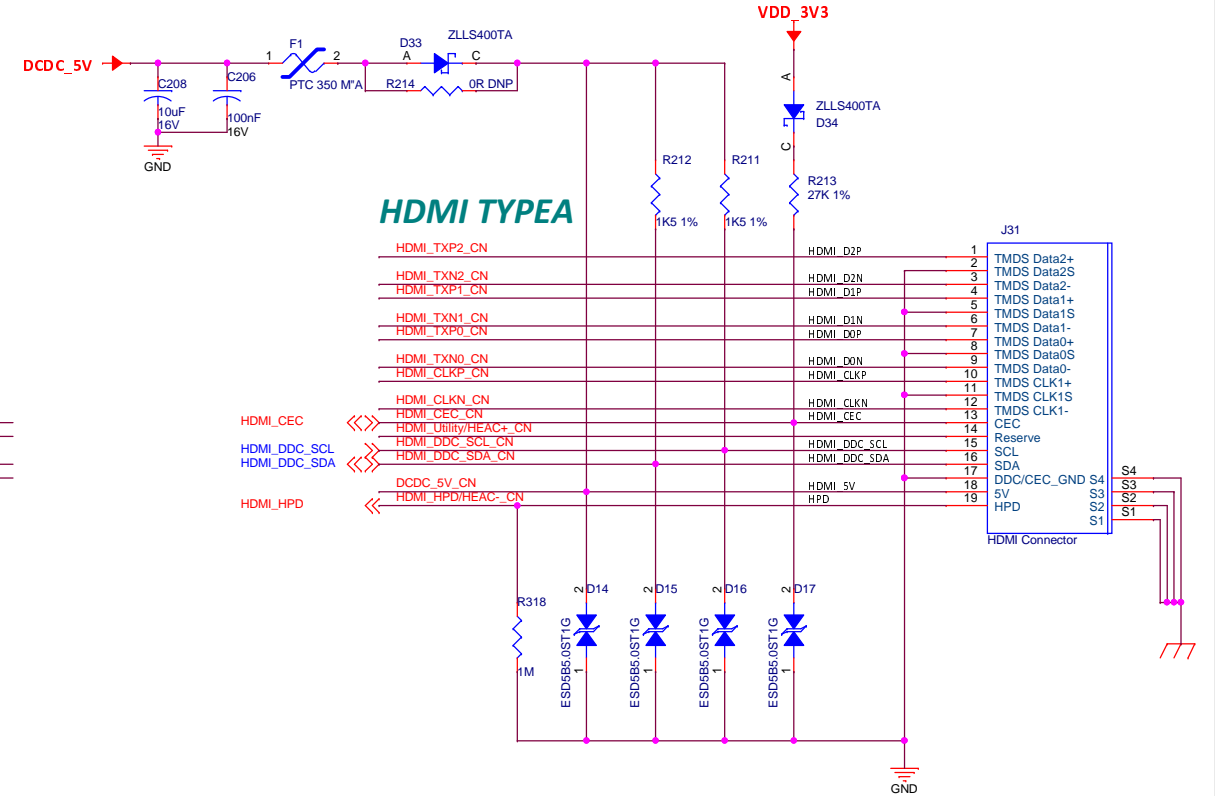 VDD_3V3
DCDC_5V
1
F1
2
PTC 350 M"A
D33
A
ZLLS400TA
C
R214
0R DNP
C208
10uF
16V
C206
100nF
16V
GND
A
ZLLS400TA
D34
C
R212
1K5 1%
R211
1K5 1%
R213
27K 1%
HDMI TYPEA
J31
HDMI_TXP2_CN
HDMI_D2P
1
TMDS Data2+
2
TMDS Data2S
HDMI_TXN2_CN
HDMI_D2N
3
TMDS Data2-
HDMI_TXP1_CN
HDMI_D1P
4
TMDS Data1+
5
TMDS Data1S
HDMI_TXN1_CN
HDMI_D1N
6
TMDS Data1-
HDMI_TXP0_CN
HDMI_D0P
7
TMDS Data0+
8
TMDS Data0S
HDMI_TXN0_CN
HDMI_D0N
9
TMDS Data0-
HDMI_CLKP_CN
HDMI_CLKP
10
TMDS CLK1+
11
TMDS CLK1S
HDMI_CLKN_CN
HDMI_CLKN
12
TMDS CLK1-
HDMI_CEC
HDMI_CEC_CN
HDMI_CEC
13
CEC
HDMI_Utility/HEAC+_CN
14
Reserve
HDMI_DDC_SCL
HDMI_DDC_SCL_CN
HDMI_DDC_SCL
15
SCL
HDMI_DDC_SDA
HDMI_DDC_SDA_CN
HDMI_DDC_SDA
16
SDA
17
DDC/CEC_GND
S4
S4
DCDC_5V_CN
HDMI_5V
18
5V
S3
S3
HDMI_HPD
HDMI_HPD/HEAC-_CN
HPD
19
HPD
S2
S2
S1
S1
HDMI Connector
R318
1M
2
D14
ESD5B5.0ST1G
1
2
D15
ESD5B5.0ST1G
1
2
D16
ESD5B5.0ST1G
1
2
D17
ESD5B5.0ST1G
1
GND